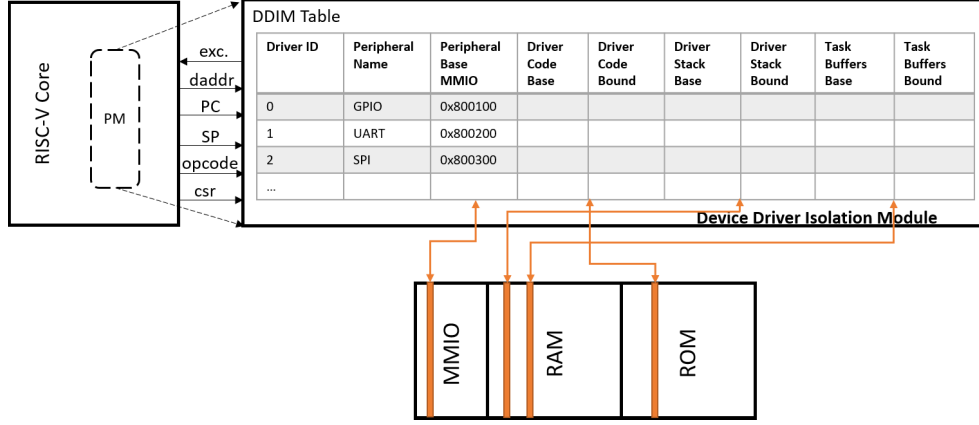 DDIM Table
Driver ID
Peripheral
Name
Peripheral
Base
MMIO
Driver
Code
Base
Driver
Code
Bound
Driver
Stack
Base
Driver
Stack
Bound
Task
Buffers
Base
Task
Buffers
Bound
0 GPIO 0x800100
1 UART 0x800200
2 SPI 0x800300
...
RISC-V Core
PM
exc.
daddr
PC
SP
opcode
csr
Device Driver Isolation Module
MMIO
RAM
ROM